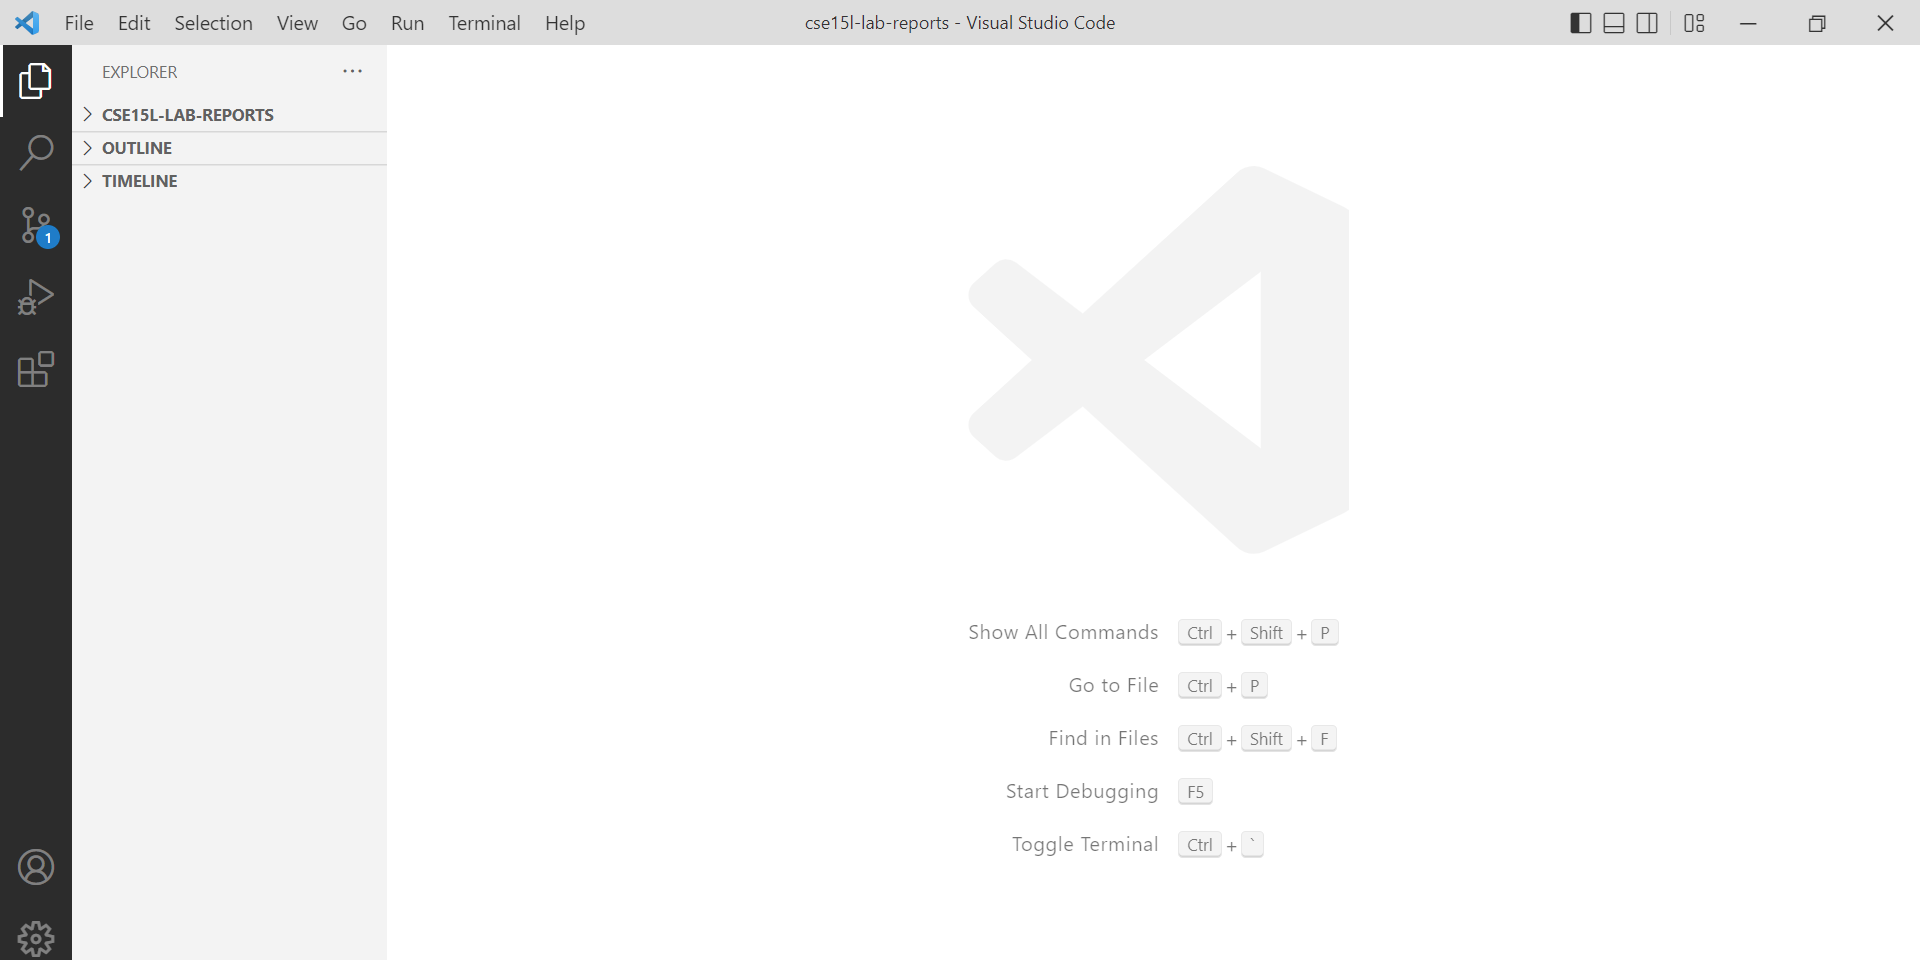 File Edit Selection View Go Run Terminal Help cse15l-lab-reports - Visual Studio Code
EXPLORER
CSE15L-LAB-REPORTS
OUTLINE
TIMELINE
1
Show All Commands Ctrl + Shift + P
Go to File Ctrl + P
Find in Files Ctrl + Shift + F
Start Debugging F5
Toggle Terminal Ctrl + `